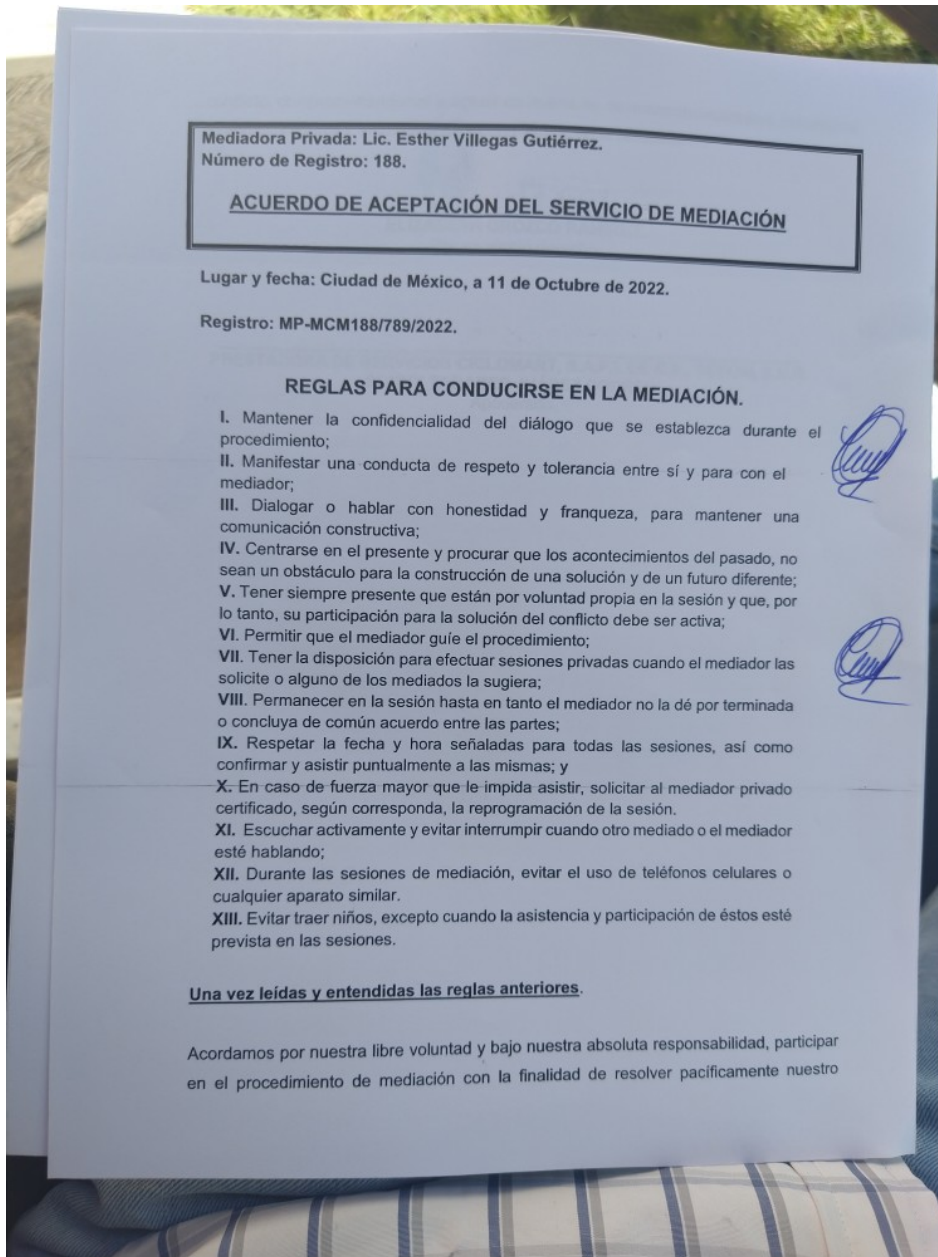 Mediadora Privada: Lic. Esther Villegas Gutiérrez.
Número de Registro: 188.
ACUERDO DE ACEPTACIÓN DEL SERVICIO DE MEDIACIÓN
Lugar y fecha: Ciudad de México, a 11 de Octubre de 2022.
Registro: MP-MCM188/789/2022.
REGLAS PARA CONDUCIRSE EN LA MEDIACIÓN.
I. Mantener la confidencialidad del diálogo que se establezca durante el
procedimiento;
II. Manifestar una conducta de respeto y tolerancia entre sí y para con el
mediador;
III. Dialogar o hablar con honestidad y franqueza, para mantener una
comunicación constructiva;
IV. Centrarse en el presente y procurar que los acontecimientos del pasado, no
sean un obstáculo para la construcción de una solución y de un futuro diferente;
V. Tener siempre presente que están por voluntad propia en la sesión y que, por
lo tanto, su participación para la solución del conflicto debe ser activa;
VI. Permitir que el mediador guíe el procedimiento;
VII. Tener la disposición para efectuar sesiones privadas cuando el mediador las
solicite o alguno de los mediados la sugiera;
VIII. Permanecer en la sesión hasta en tanto el mediador no la dé por terminada
o concluya de común acuerdo entre las partes;
IX. Respetar la fecha y hora señaladas para todas las sesiones, así como
confirmar y asistir puntualmente a las mismas; y
X. En caso de fuerza mayor que le impida asistir, solicitar al mediador privado
certificado, según corresponda, la reprogramación de la sesión.
XI. Escuchar activamente y evitar interrumpir cuando otro mediado o el mediador
esté hablando;
XII. Durante las sesiones de mediación, evitar el uso de teléfonos celulares o
cualquier aparato similar.
XIII. Evitar traer niños, excepto cuando la asistencia y participación de éstos esté
prevista en las sesiones.
Una vez leídas y entendidas las reglas anteriores.
Acordamos por nuestra libre voluntad y bajo nuestra absoluta responsabilidad, participar
en el procedimiento de mediación con la finalidad de resolver pacíficamente nuestro